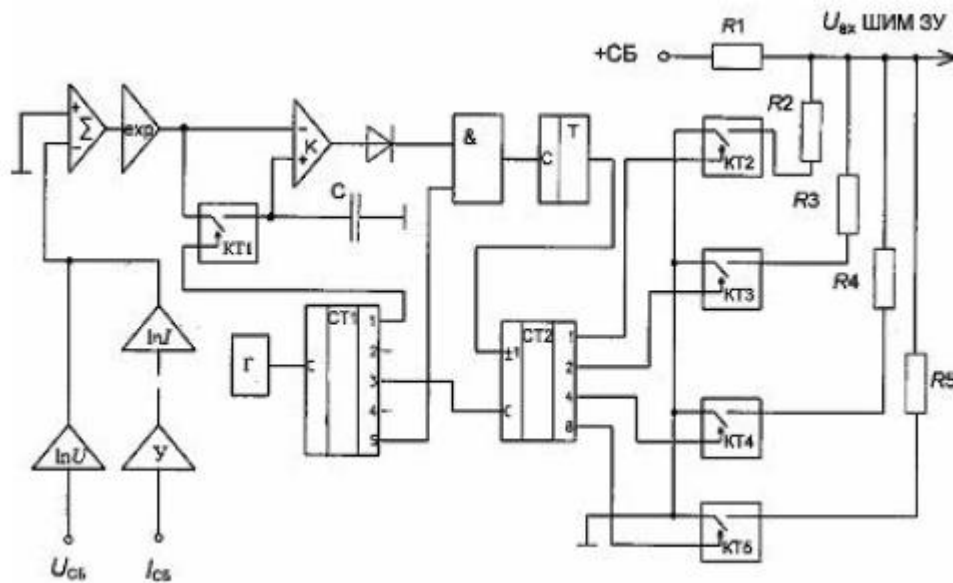 U вх ШИМ ЗУ
R1
+СБ
R2
+
Σ
−
exp
−
+
К
&
Т
С
С
КТ1
КТ2
R3
КТ3
R4
СТ1
1
2
3
4
5
С
Г
СТ2
±1
С
1
2
4
8
R5
lnI
КТ4
lnU
У
КТ5
UСБ
IСБ